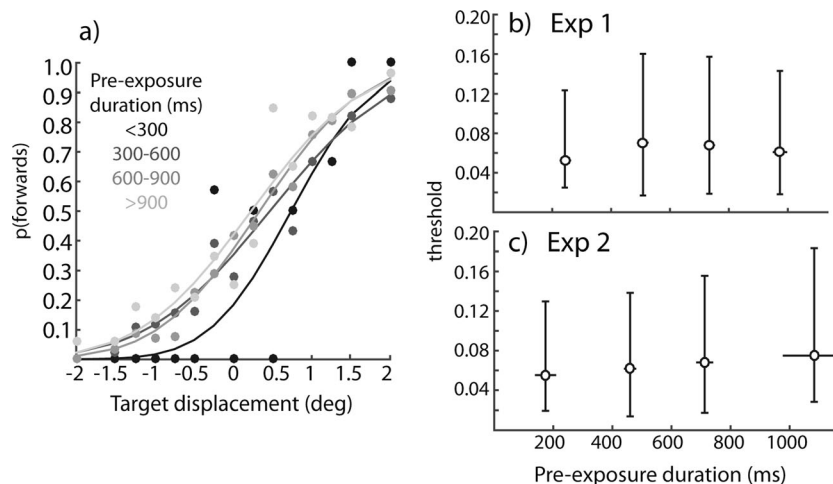 a)
Pre-exposure
duration (ms)
<300
300-600
600-900
>900
1.0
0.9
0.8
0.7
0.6
0.5
0.4
0.3
0.2
0.1
p(forwards)
-2 -1.5 -1 -0.5 0 0.5 1 1.5 2
Target displacement (deg)
b) Exp 1
0.20
0.16
0.12
0.08
0.04
threshold
c) Exp 2
0.20
0.16
0.12
0.08
0.04
200 400 600 800 1000
Pre-exposure duration (ms)